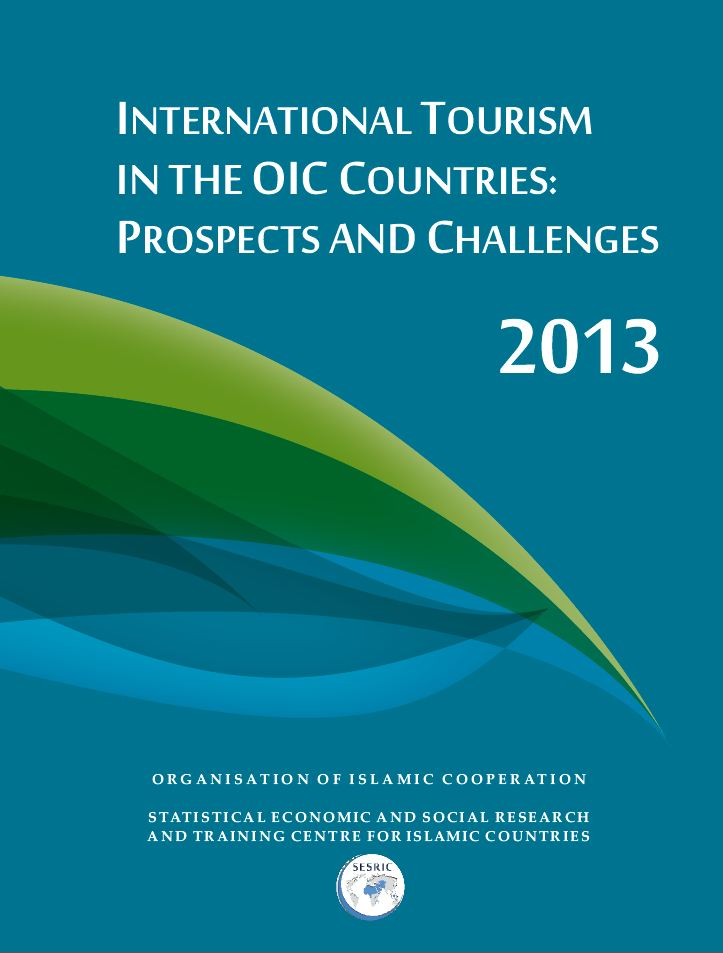 INTERNATIONAL TOURISM
IN THE OIC COUNTRIES:
PROSPECTS AND CHALLENGES
2013
ORGANISATION OF ISLAMIC COOPERATION
STATISTICAL ECONOMIC AND SOCIAL RESEARCH
AND TRAINING CENTRE FOR ISLAMIC COUNTRIES
SESRIC